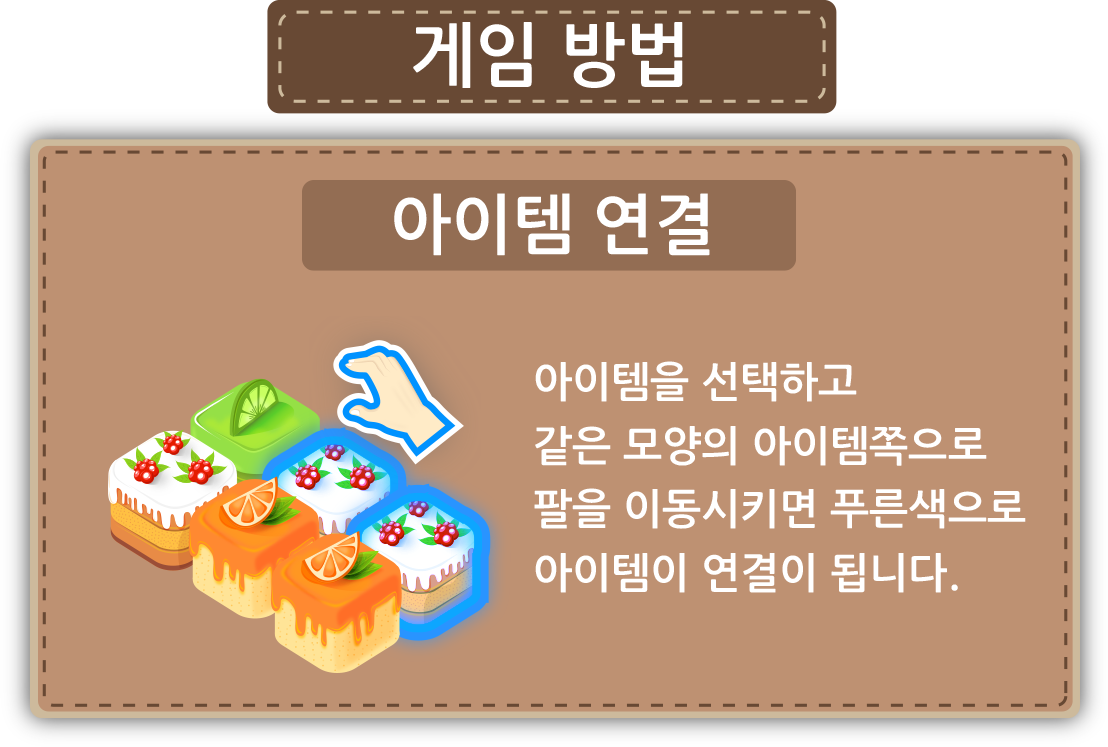 게임 방법
아이템 연결
아이템을 선택하고
같은 모양의 아이템쪽으로
팔을 이동시키면 푸른색으로
아이템이 연결이 됩니다.